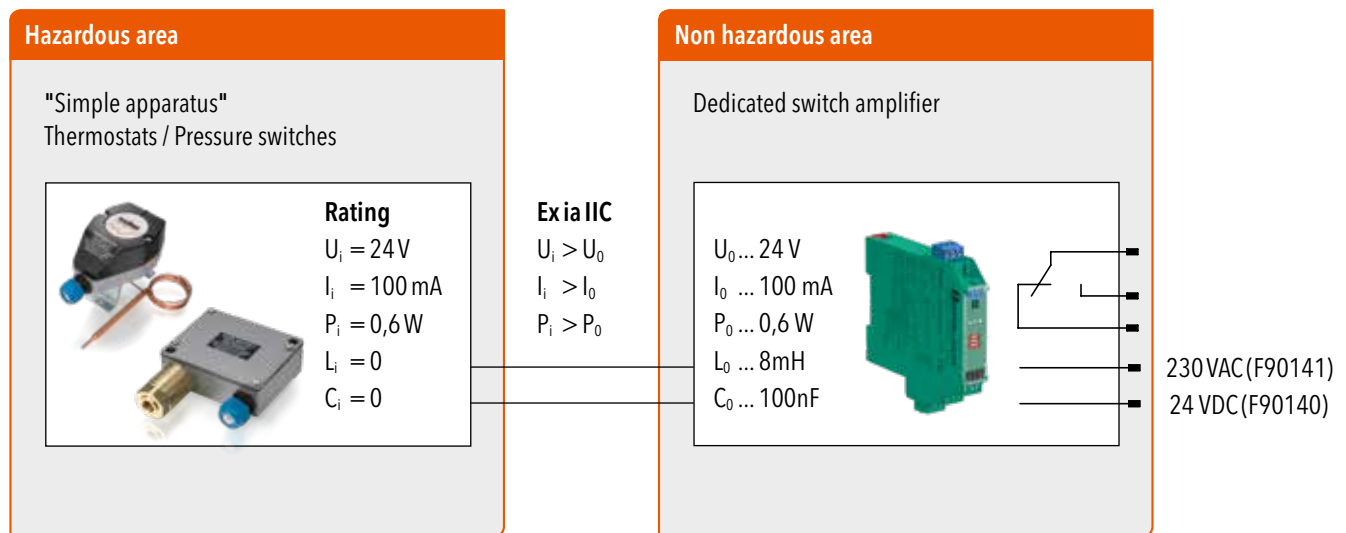 Hazardous area
"Simple apparatus"
Thermostats / Pressure switches
Rating
Uᵢ = 24 V
Iᵢ = 100 mA
Pᵢ = 0,6 W
Lᵢ = 0
Cᵢ = 0
Ex ia IIC
Uᵢ > U₀
Iᵢ > I₀
Pᵢ > P₀
Non hazardous area
Dedicated switch amplifier
U₀ ... 24 V
I₀ ... 100 mA
P₀ ... 0,6 W
L₀ ... 8mH
C₀ ... 100nF
230 VAC (F90141)
24 VDC (F90140)